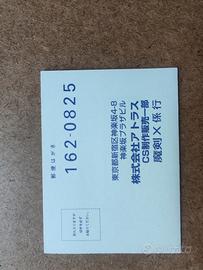 郵便はがき
162-0825
東京都新宿区神楽坂4-8
神楽坂プラザビル
株式会社アトラス
CS制作販売一部
魔剣X係行